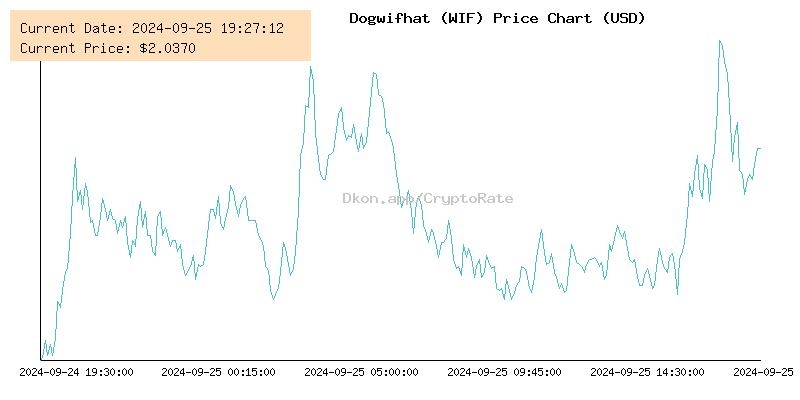 Dogwifhat (WIF) Price Chart (USD)
Current Date: 2024-09-25 19:27:12
Current Price: $2.0370
Dkon.app/CryptoRate
2024-09-24 19:30:00 2024-09-25 00:15:00 2024-09-25 05:00:00 2024-09-25 09:45:00 2024-09-25 14:30:00 2024-09-25